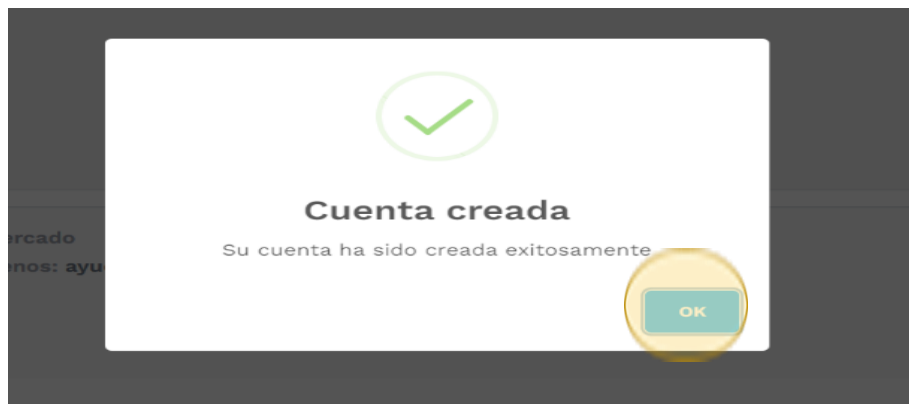 Cuenta creada
Su cuenta ha sido creada exitosamente
ercado
enos: ayu
OK